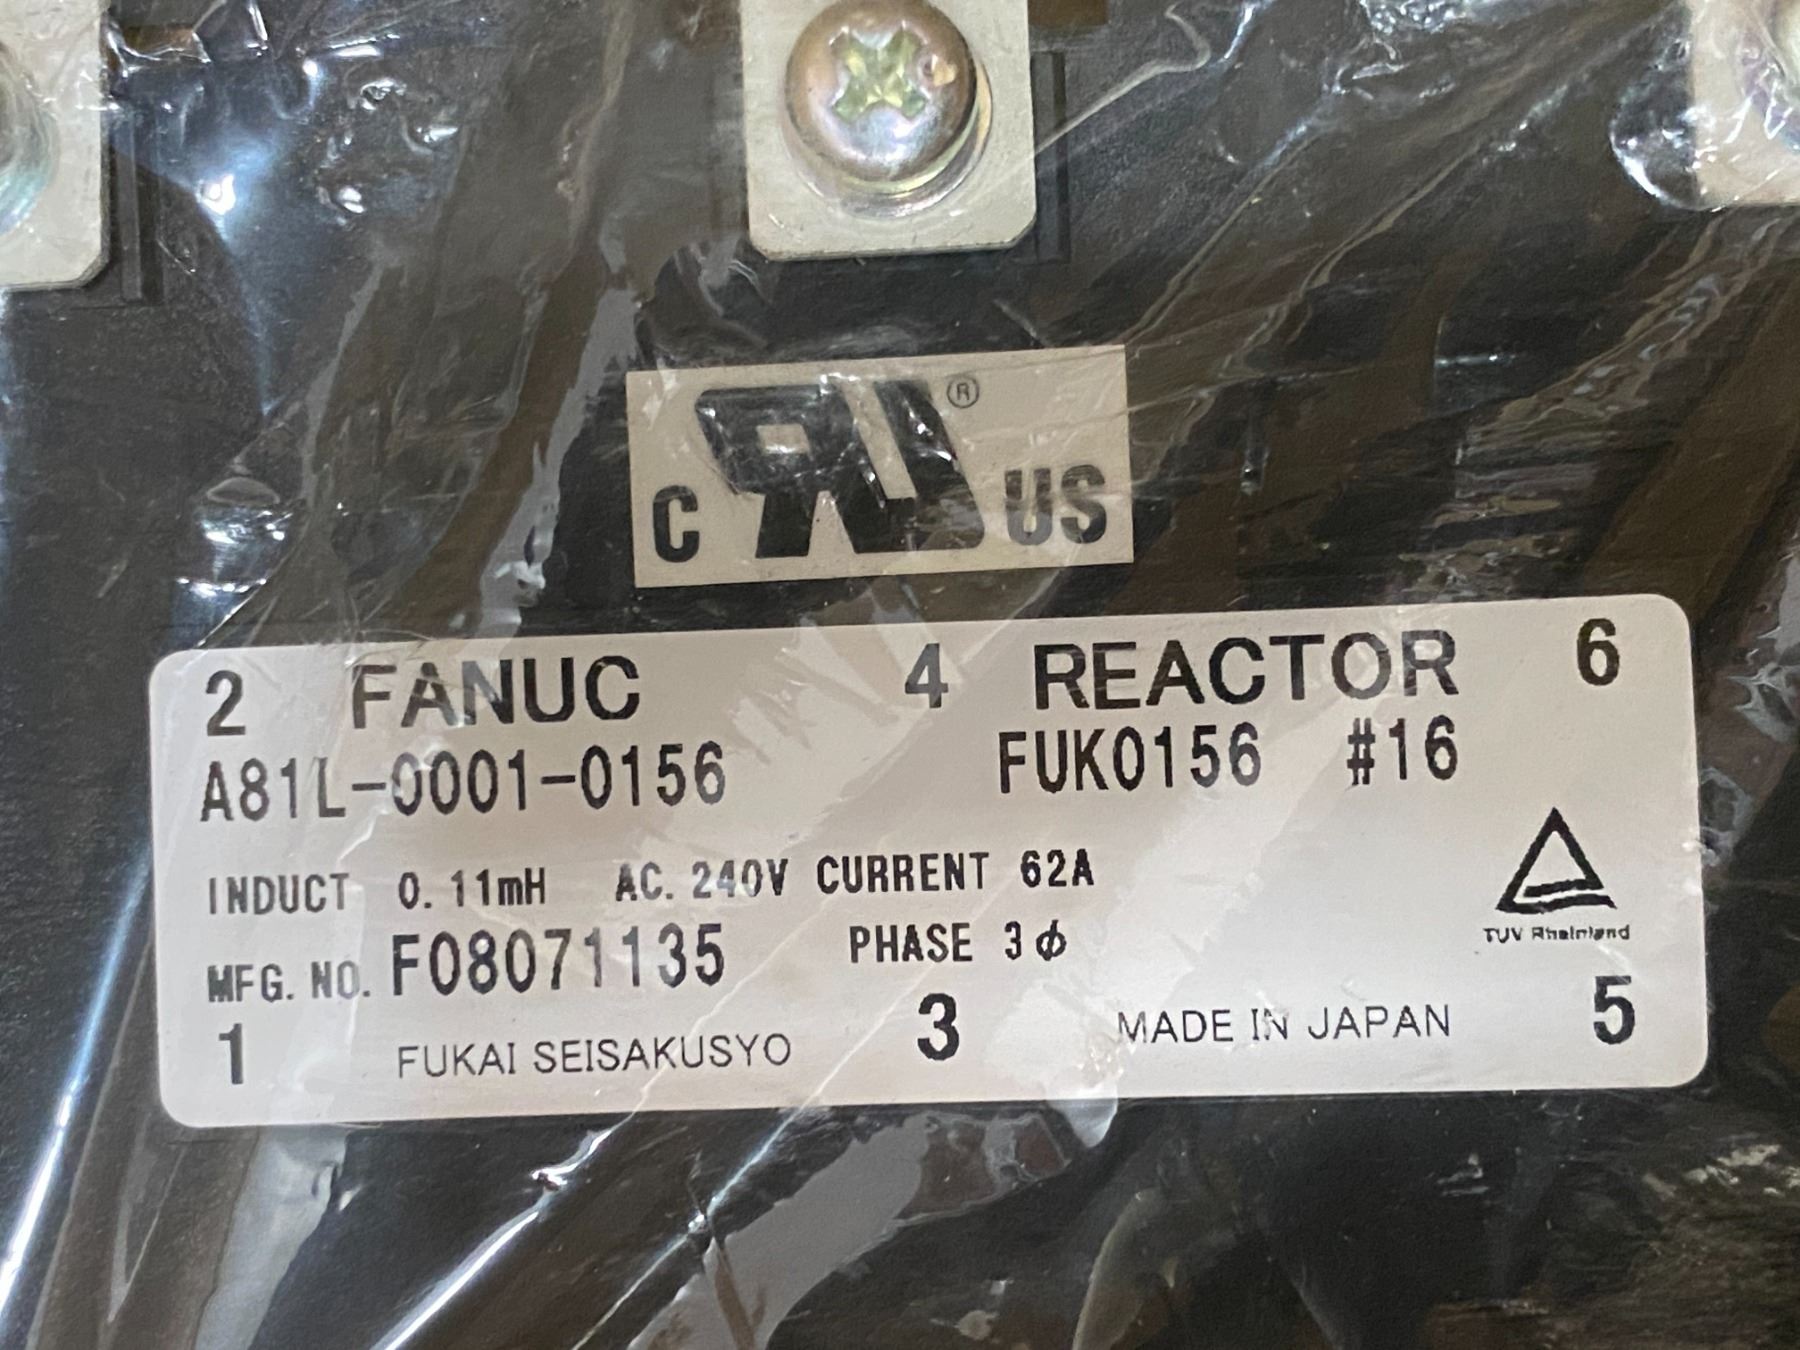 C RU ® US
2 FANUC 4 REACTOR 6
A81L-0001-0156 FUK0156 #16
INDUCT 0.11mH AC.240V CURRENT 62A
TUV Rheinland
MFG.NO.F08071135 PHASE 3ϕ
1 FUKAI SEISAKUSYO 3 MADE IN JAPAN 5